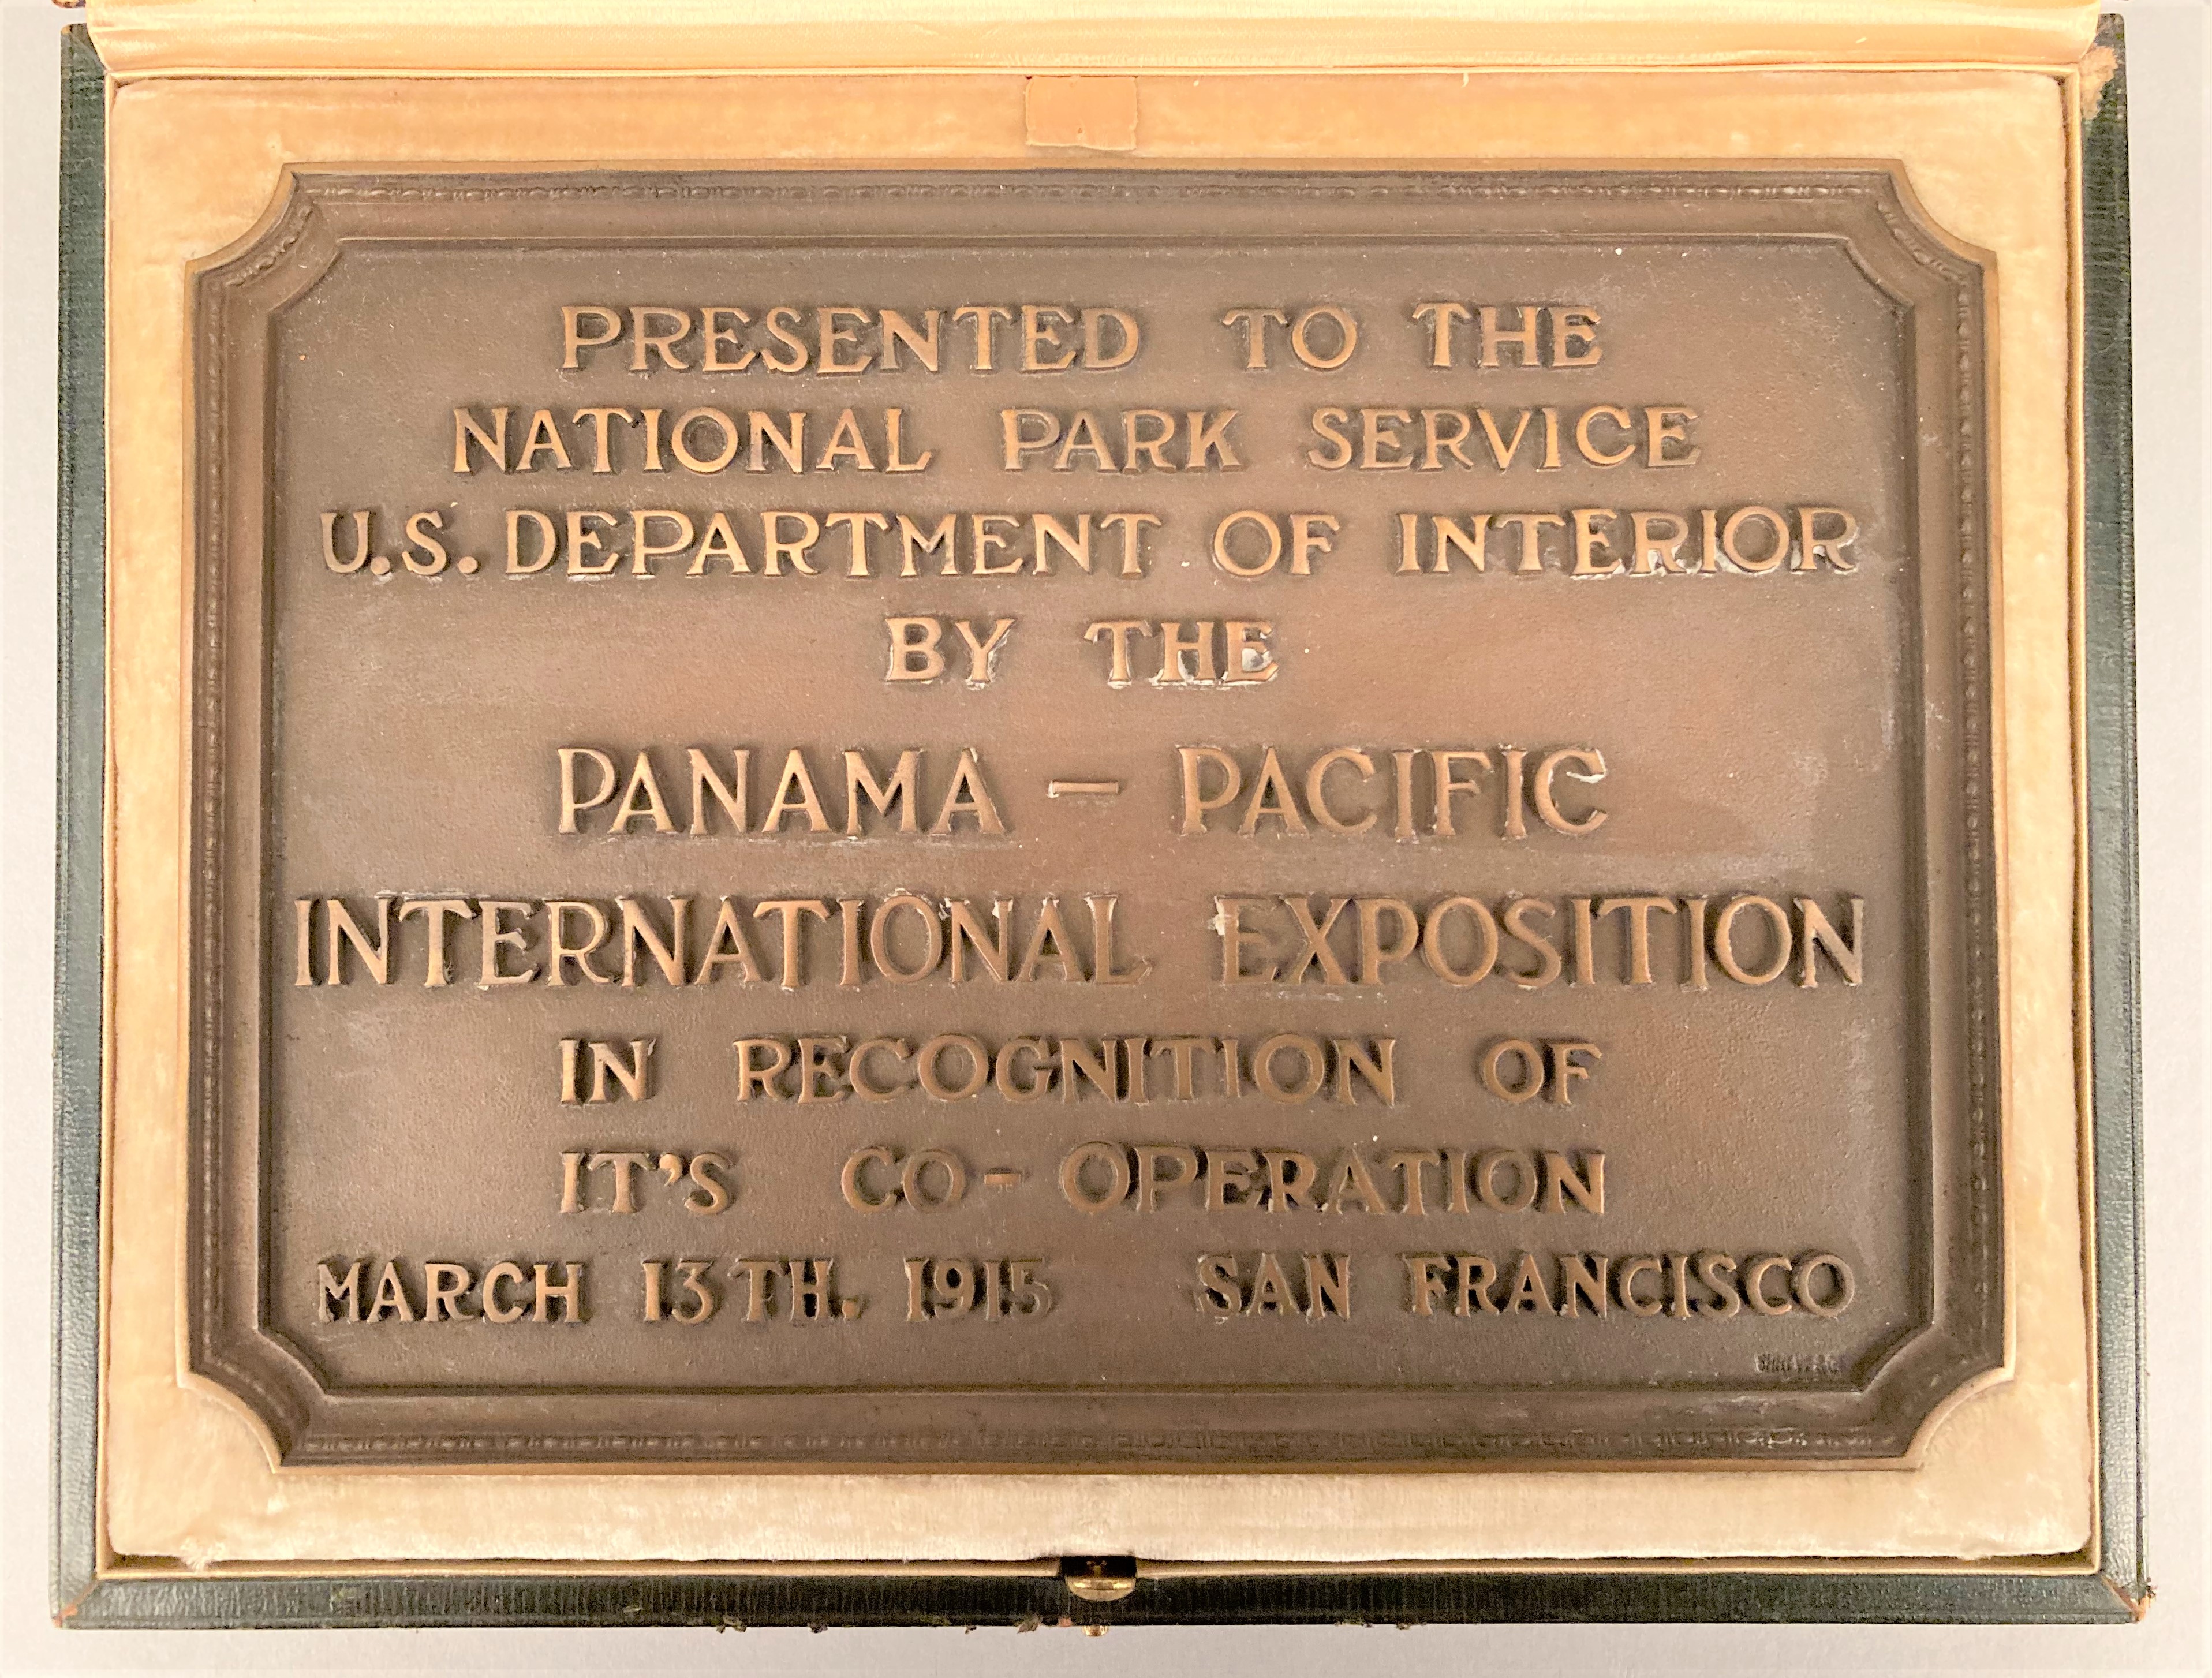 PRESENTED TO THE
NATIONAL PARK SERVICE
U.S. DEPARTMENT OF INTERIOR
BY THE
PANAMA - PACIFIC
INTERNATIONAL EXPOSITION
IN RECOGNITION OF
IT'S CO-OPERATION
MARCH 13TH. 1915 SAN FRANCISCO